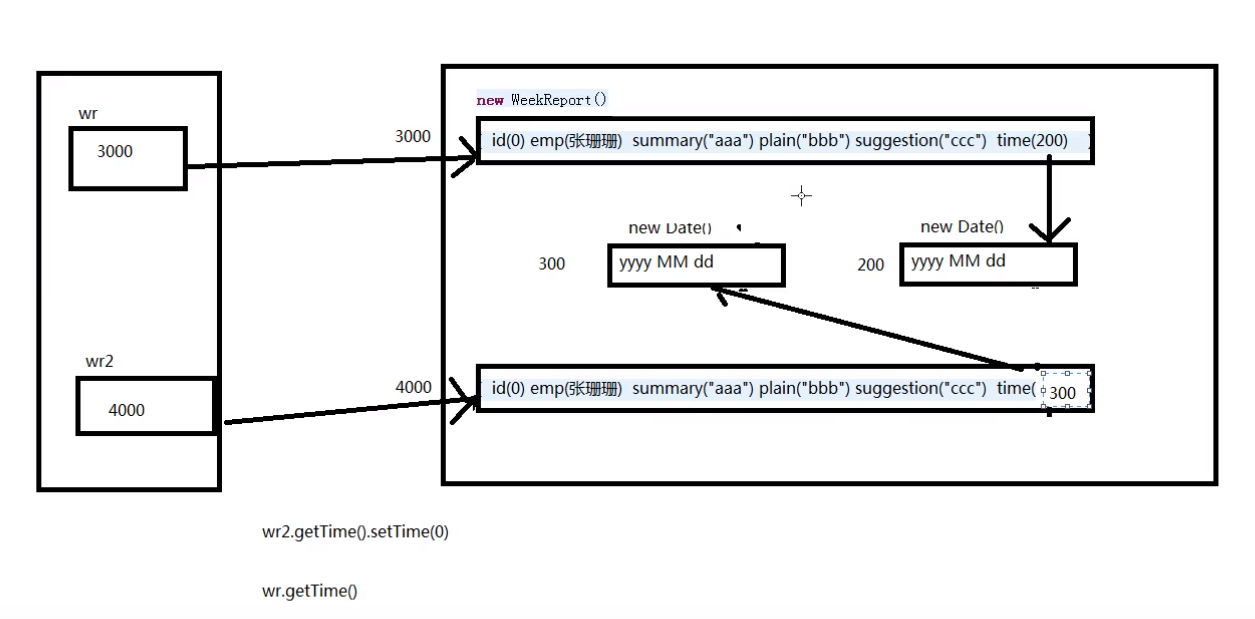 new WeekReport()
wr
3000
3000
id(0) emp(张珊珊) summary("aaa") plain("bbb") suggestion("ccc") time(200)
new Date()
new Date()
300
yyyy MM dd
200
yyyy MM dd
wr2
4000
4000
id(0) emp(张珊珊) summary("aaa") plain("bbb") suggestion("ccc") time( 300
wr2.getTime().setTime(0)
wr.getTime()